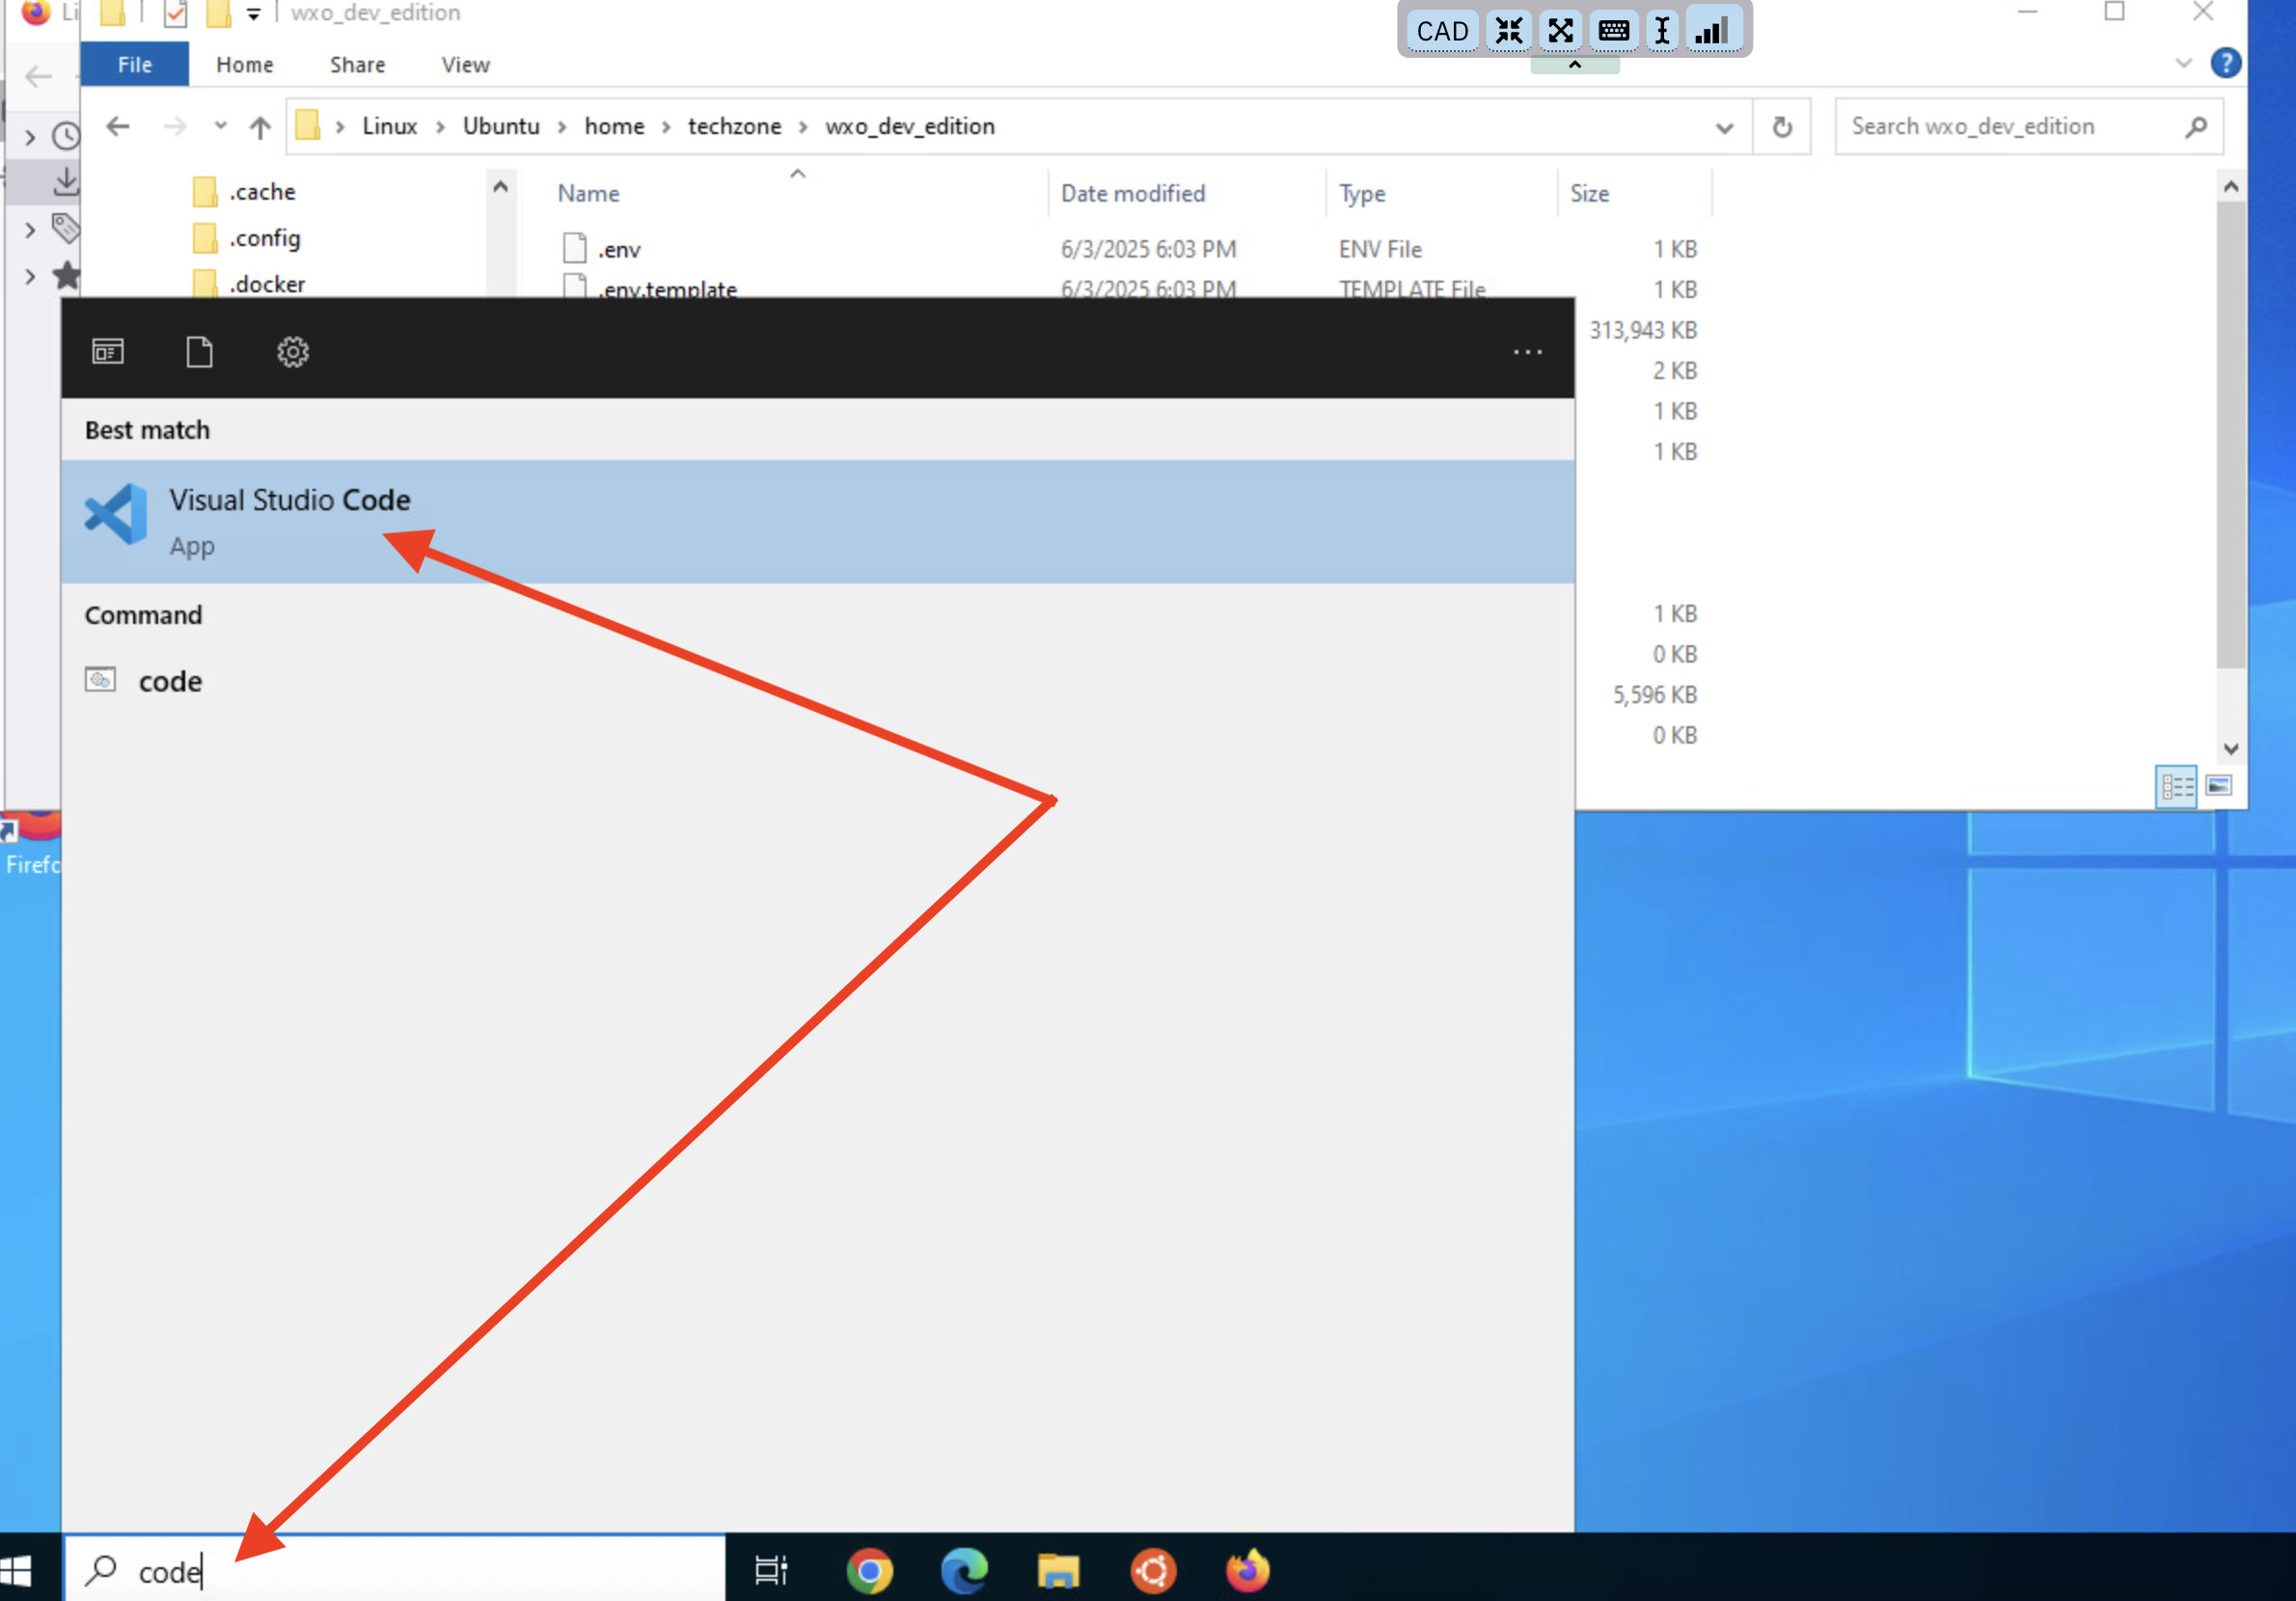 Li
wxo_dev_edition
CAD
File Home Share View
?
Linux > Ubuntu > home > techzone > wxo_dev_edition
Search wxo_dev_edition
.cache
.config
.docker
Name Date modified Type Size
.env 6/3/2025 6:03 PM ENV File 1 KB
.env.template 6/3/2025 6:03 PM TEMPLATE File 1 KB
313,943 KB
2 KB
1 KB
1 KB
1 KB
0 KB
5,596 KB
0 KB
...
Best match
Visual Studio Code
App
Command
code
Firefo
code